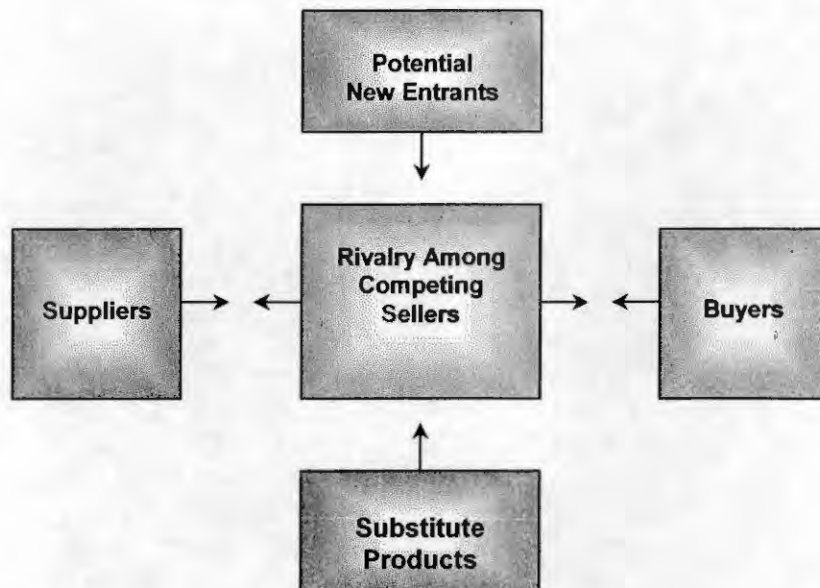 Potential
New Entrants
Rivalry Among
Competing
Sellers
Suppliers
Buyers
Substitute
Products